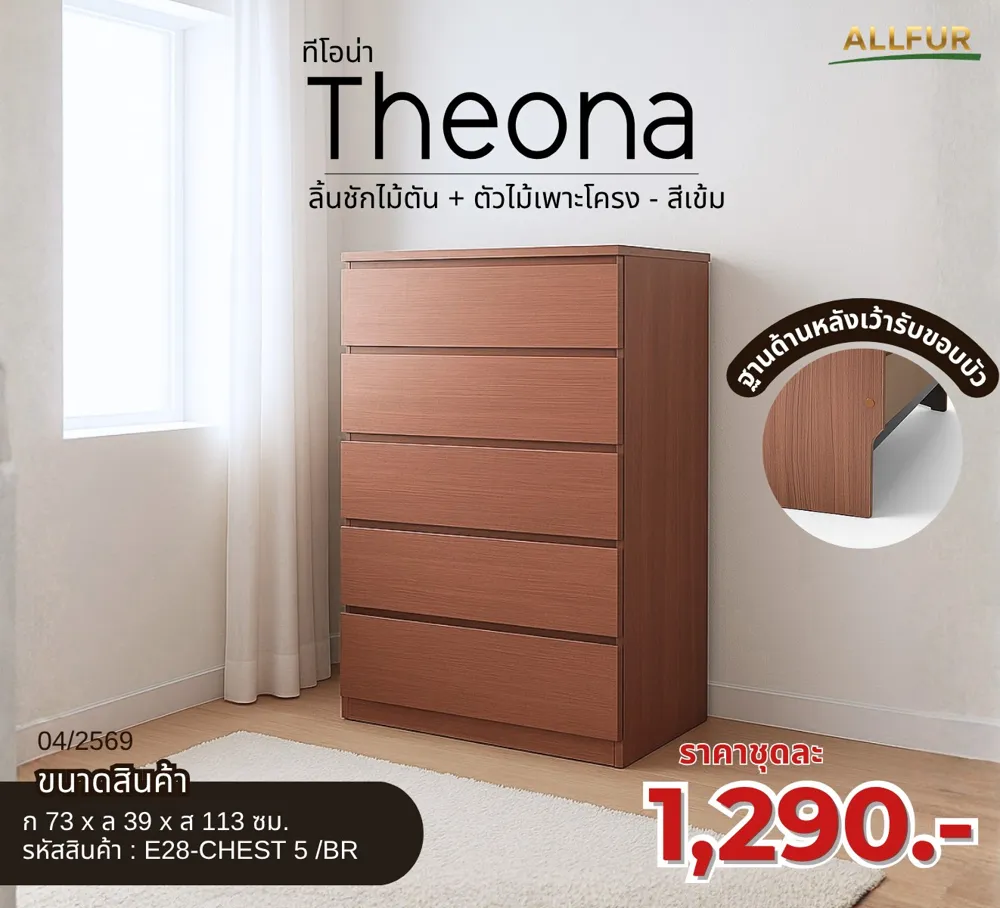 ALLFUR
ทีโอน่า
Theona
ลิ้นชักไม้ตัน + ตัวไม้เพาะโครง - สีเข้ม
ฐานด้านหลังเว้ารับขอบบัว
04/2569
ขนาดสินค้า
ก 73 x ล 39 x ส 113 ซม.
รหัสสินค้า : E28-CHEST 5 /BR
ราคาชุดละ
1,290.-